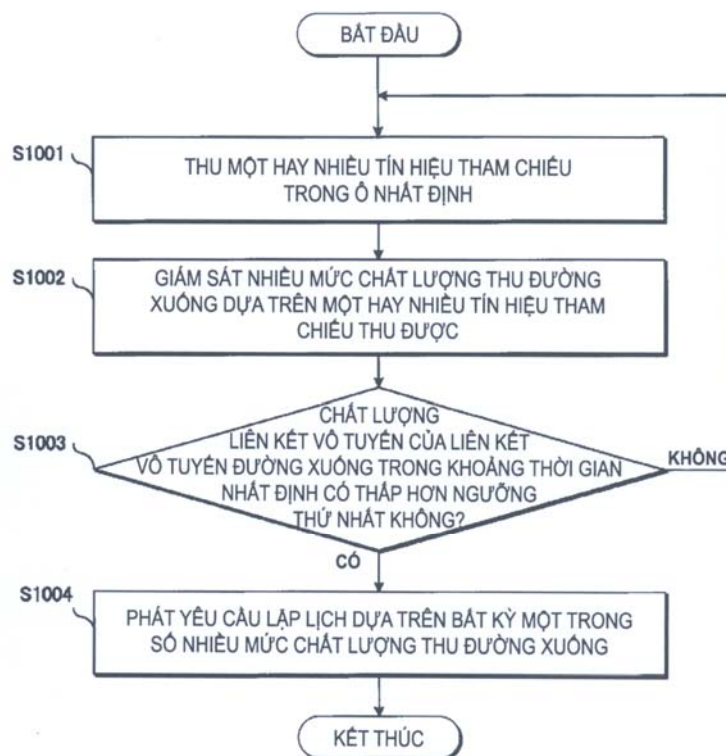 BẮT ĐẦU
S1001
THU MỘT HAY NHIỀU TÍN HIỆU THAM CHIẾU
TRONG Ô NHẤT ĐỊNH
S1002
GIÁM SÁT NHIỀU MỨC CHẤT LƯỢNG THU ĐƯỜNG
XUỐNG DỰA TRÊN MỘT HAY NHIỀU TÍN HIỆU THAM
CHIẾU THU ĐƯỢC
S1003
CHẤT LƯỢNG
LIÊN KẾT VÔ TUYẾN CỦA LIÊN KẾT
VÔ TUYẾN ĐƯỜNG XUỐNG TRONG KHOẢNG THỜI GIAN
NHẤT ĐỊNH CÓ THẤP HƠN NGƯỠNG
THỨ NHẤT KHÔNG?
KHÔNG
CÓ
S1004
PHÁT YÊU CẦU LẬP LỊCH DỰA TRÊN BẤT KỲ MỘT TRONG
SỐ NHIỀU MỨC CHẤT LƯỢNG THU ĐƯỜNG XUỐNG
KẾT THÚC